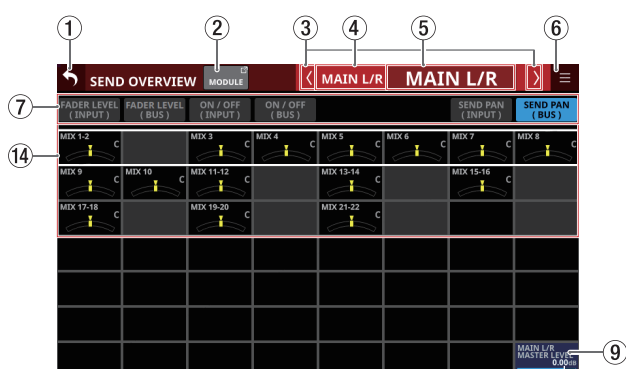 ① ② ③ ④ ⑤ ⑥
SEND OVERVIEW MODULE MAIN L/R MAIN L/R
⑦
FADER LEVEL FADER LEVEL ON / OFF ON / OFF SEND PAN SEND PAN
( INPUT ) ( BUS ) ( INPUT ) ( BUS ) ( INPUT ) ( BUS )
⑭
MIX 1-2 MIX 3 MIX 4 MIX 5 MIX 6 MIX 7 MIX 8
C C C C C C C
MIX 9 MIX 10 MIX 11-12 MIX 13-14 MIX 15-16
C C C C C
MIX 17-18 MIX 19-20 MIX 21-22
C C C
MAIN L/R
MASTER LEVEL
0.00dB
⑨